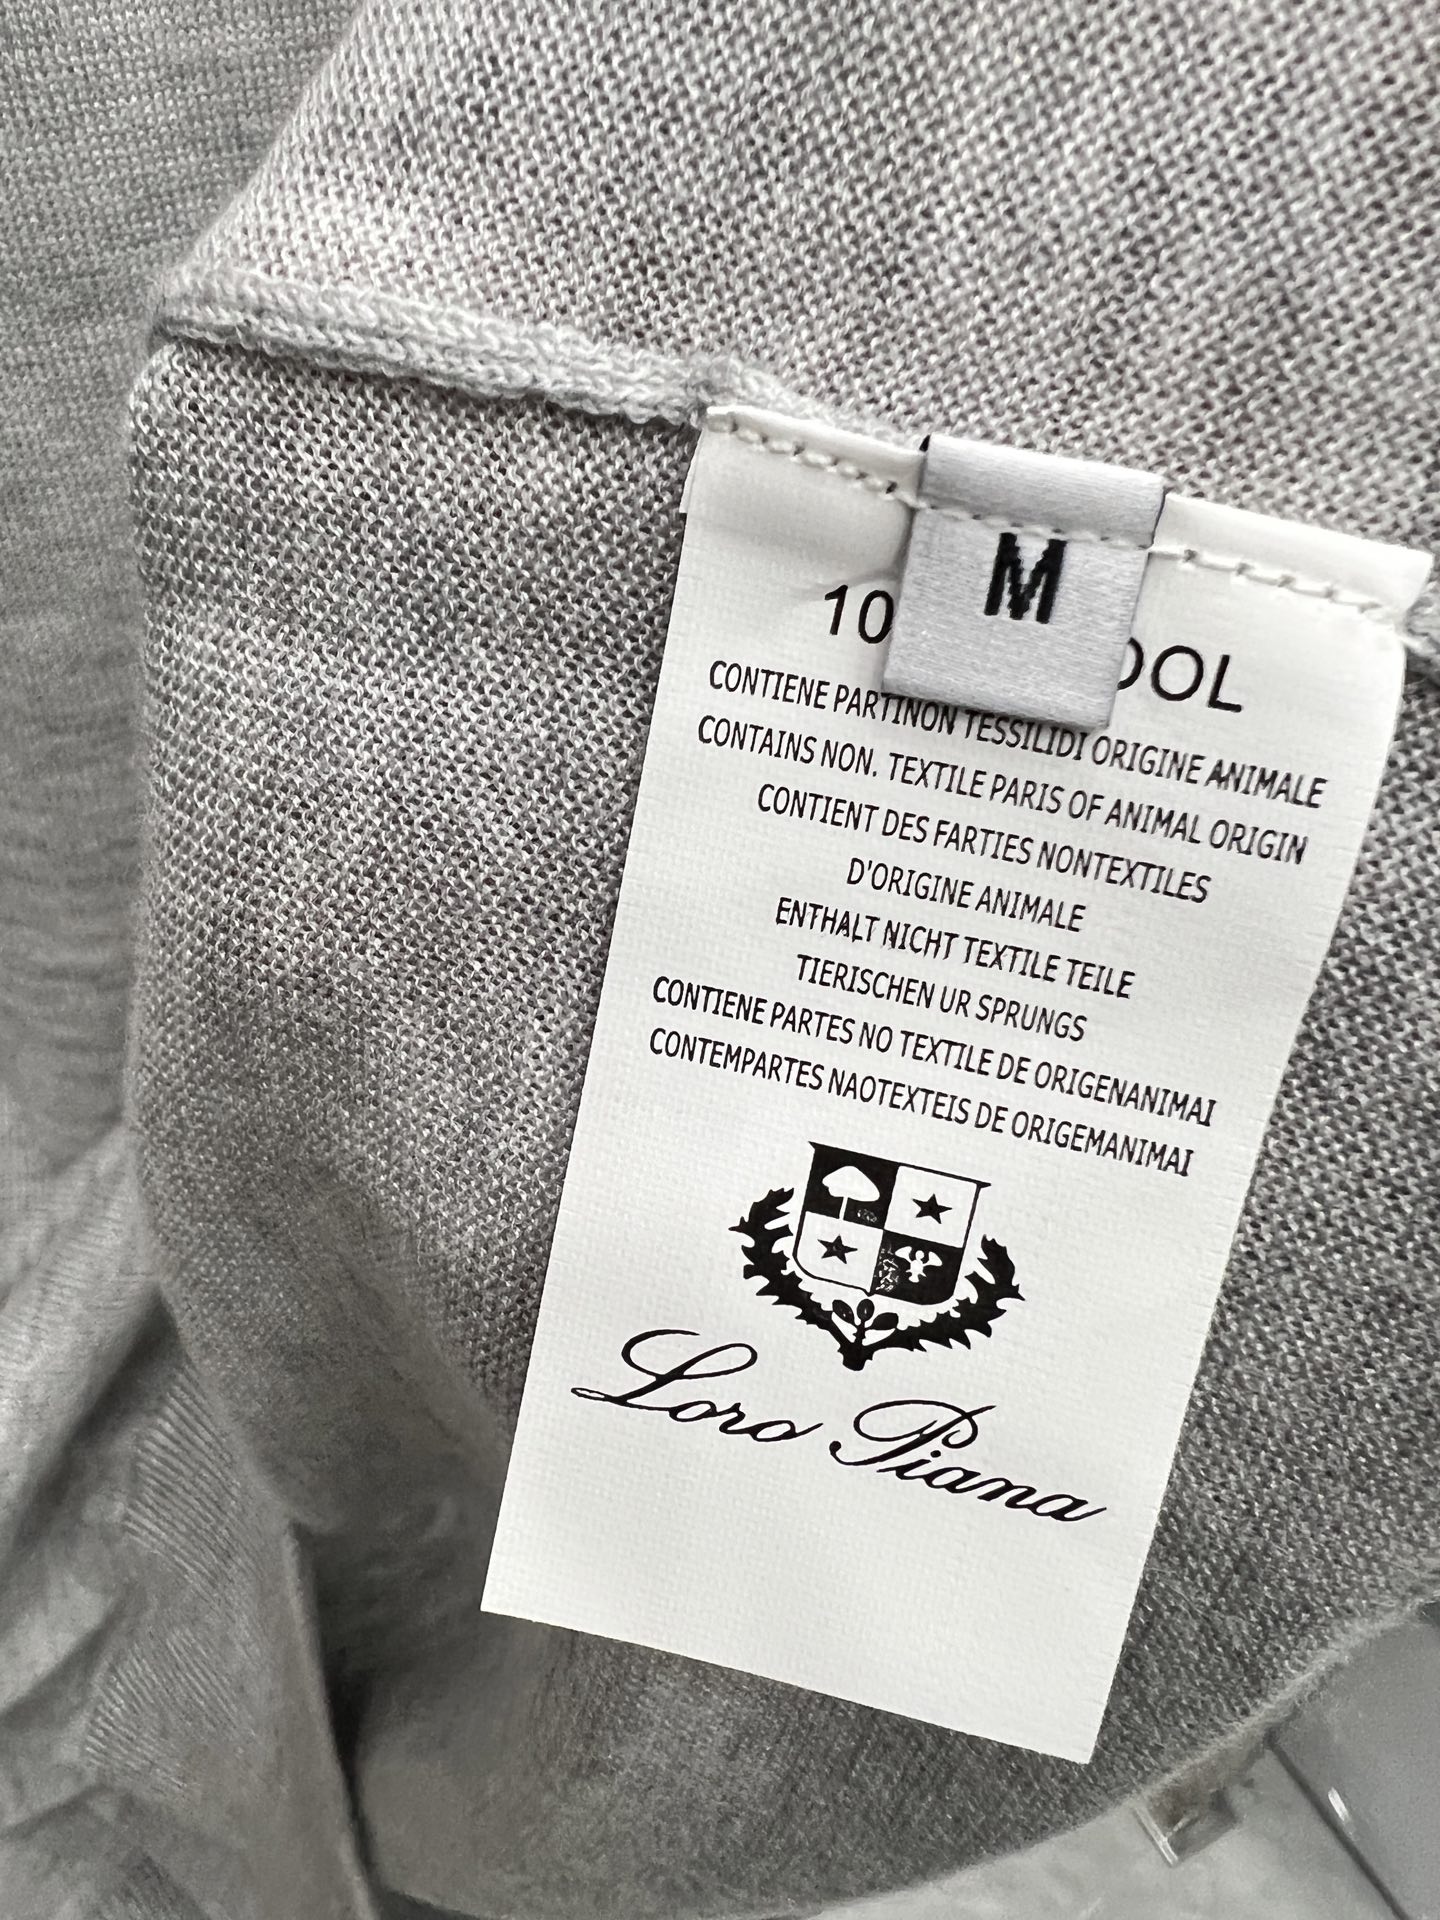 M
10 OOL
CONTIENE PARTINON TESSILIDI ORIGINE ANIMALE
CONTAINS NON. TEXTILE PARIS OF ANIMAL ORIGIN
CONTIENT DES FARTIES NONTEXTILES
D'ORIGINE ANIMALE
ENTHALT NICHT TEXTILE TEILE
TIERISCHEN UR SPRUNGS
CONTIENE PARTES NO TEXTILE DE ORIGENANIMAI
CONTEMPARTES NAOTEXTEIS DE ORIGEMANIMAI
Loro Piana